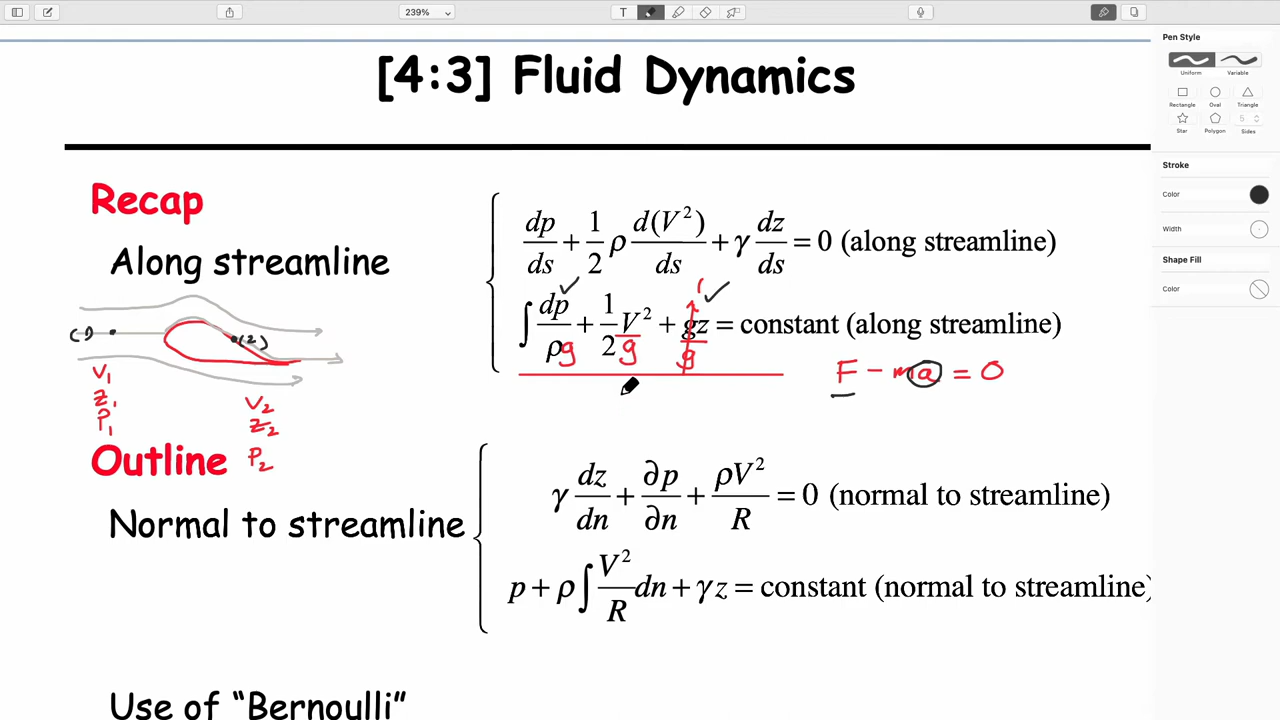 239%
T
[4:3] Fluid Dynamics
Pen Style
Uniform Variable
Rectangle Oval Triangle
Star Polygon 5 Sides
Stroke
Color
Width
Shape Fill
Color
Recap
Along streamline
dp/ds + 1/2 ρ d(V²)/ds + γ dz/ds = 0 (along streamline)
∫ dp/ρg + 1/2 V²/g + gz/g = constant (along streamline)
1
F - ma = 0
(1) (2)
V₁
z₁
P₁
V₂
z₂
P₂
Outline
Normal to streamline
γ dz/dn + ∂p/∂n + ρV²/R = 0 (normal to streamline)
p + ρ∫ V²/R dn + γz = constant (normal to streamline)
Use of “Bernoulli”